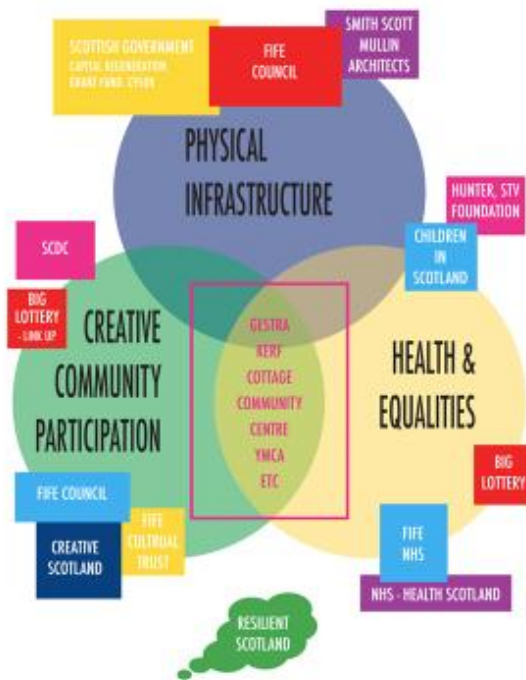 SCOTTISH GOVERNMENT
CAPITAL REGENERATION,
GRANT FUND, CYSDX
FIFE
COUNCIL
SMITH SCOTT
MULLIN
ARCHITECTS
PHYSICAL
INFRASTRUCTURE
HUNTER, STV
FOUNDATION
CHILDREN
IN
SCOTLAND
SCDC
BIG
LOTTERY
- LINK UP
CREATIVE
COMMUNITY
PARTICIPATION
GESTRA
KERF
COTTAGE
COMMUNITY
CENTRE
YMCA
ETC
HEALTH &
EQUALITIES
BIG
LOTTERY
FIFE COUNCIL
CREATIVE
SCOTLAND
FIFE
CULTRUAL
TRUST
FIFE
NHS
NHS - HEALTH SCOTLAND
RESILIENT
SCOTLAND